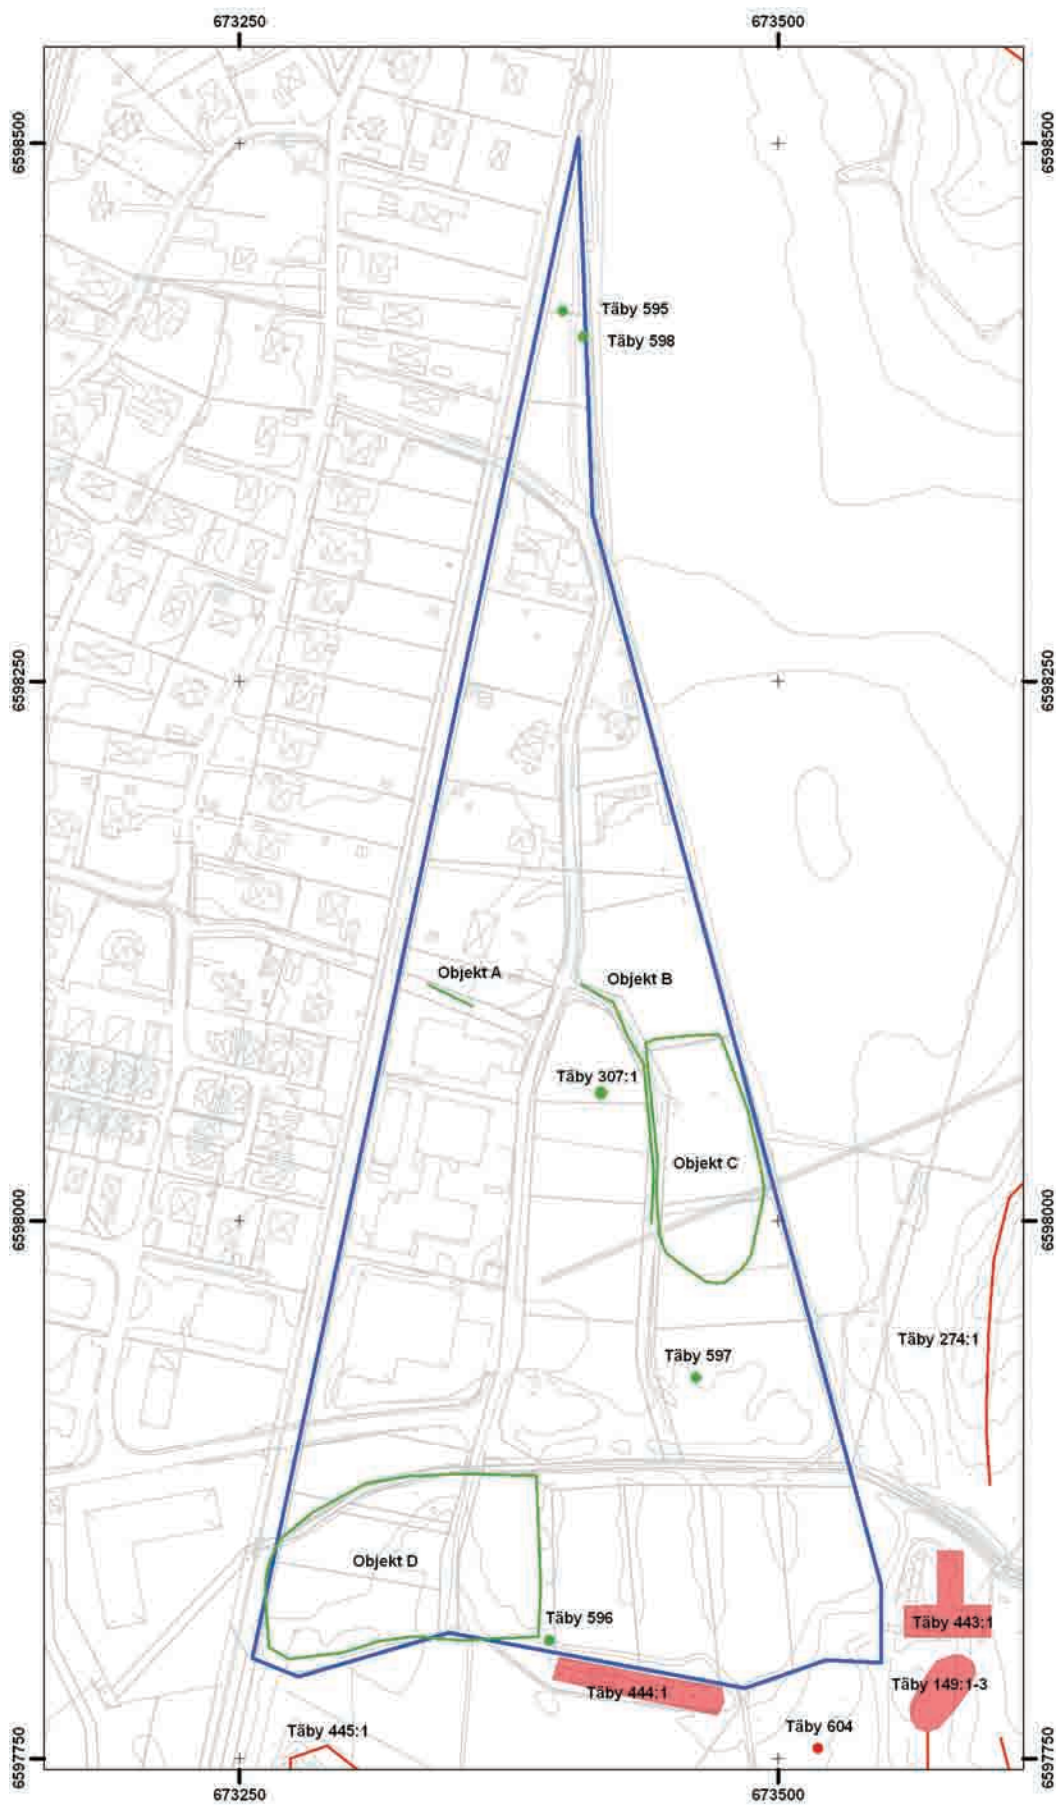 673250
673500
6598500
6598500
Täby 595
Täby 598
6598250
6598250
Objekt A
Objekt B
Täby 307:1
Objekt C
6598000
6598000
Täby 274:1
Täby 597
Objekt D
Täby 596
Täby 443:1
Täby 444:1
Täby 149:1-3
Täby 445:1
Täby 604
6597750
6597750
673250
673500